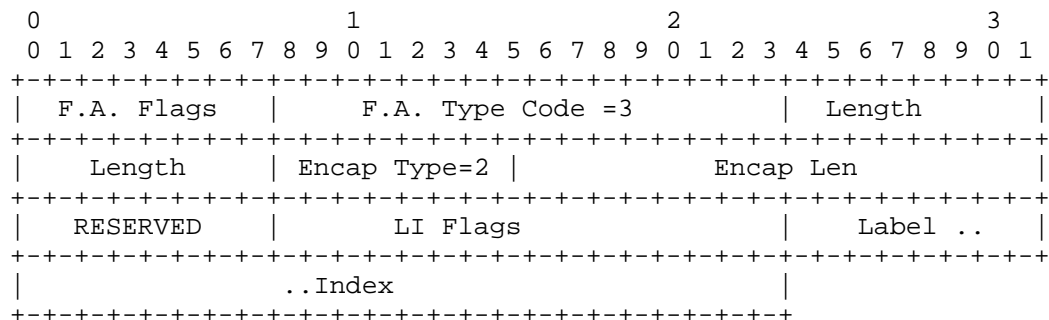 0                   1                   2                   3
 0 1 2 3 4 5 6 7 8 9 0 1 2 3 4 5 6 7 8 9 0 1 2 3 4 5 6 7 8 9 0 1
+-+-+-+-+-+-+-+-+-+-+-+-+-+-+-+-+-+-+-+-+-+-+-+-+-+-+-+-+-+-+-+-+
|  F.A. Flags   |     F.A. Type Code =3         |  Length       |
+-+-+-+-+-+-+-+-+-+-+-+-+-+-+-+-+-+-+-+-+-+-+-+-+-+-+-+-+-+-+-+-+
|    Length     | Encap Type=2 |            Encap Len           |
+-+-+-+-+-+-+-+-+-+-+-+-+-+-+-+-+-+-+-+-+-+-+-+-+-+-+-+-+-+-+-+-+
|   RESERVED    |       LI Flags                |    Label ..   |
+-+-+-+-+-+-+-+-+-+-+-+-+-+-+-+-+-+-+-+-+-+-+-+-+-+-+-+-+-+-+-+-+
|                ..Index                        |
+-+-+-+-+-+-+-+-+-+-+-+-+-+-+-+-+-+-+-+-+-+-+-+-+